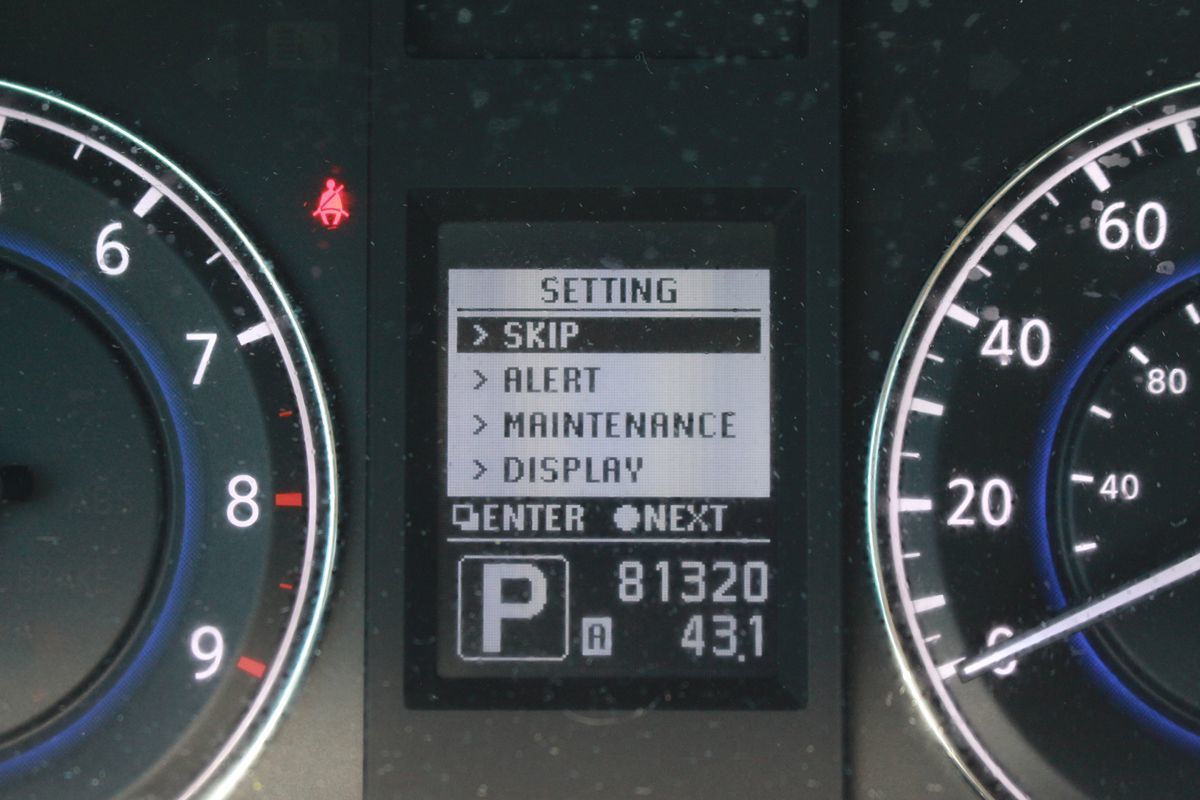 SETTING
> SKIP
> ALERT
> MAINTENANCE
> DISPLAY
ENTER NEXT
P 81320
A 43.1
6
7
8
9
60
40
20
0
80
40